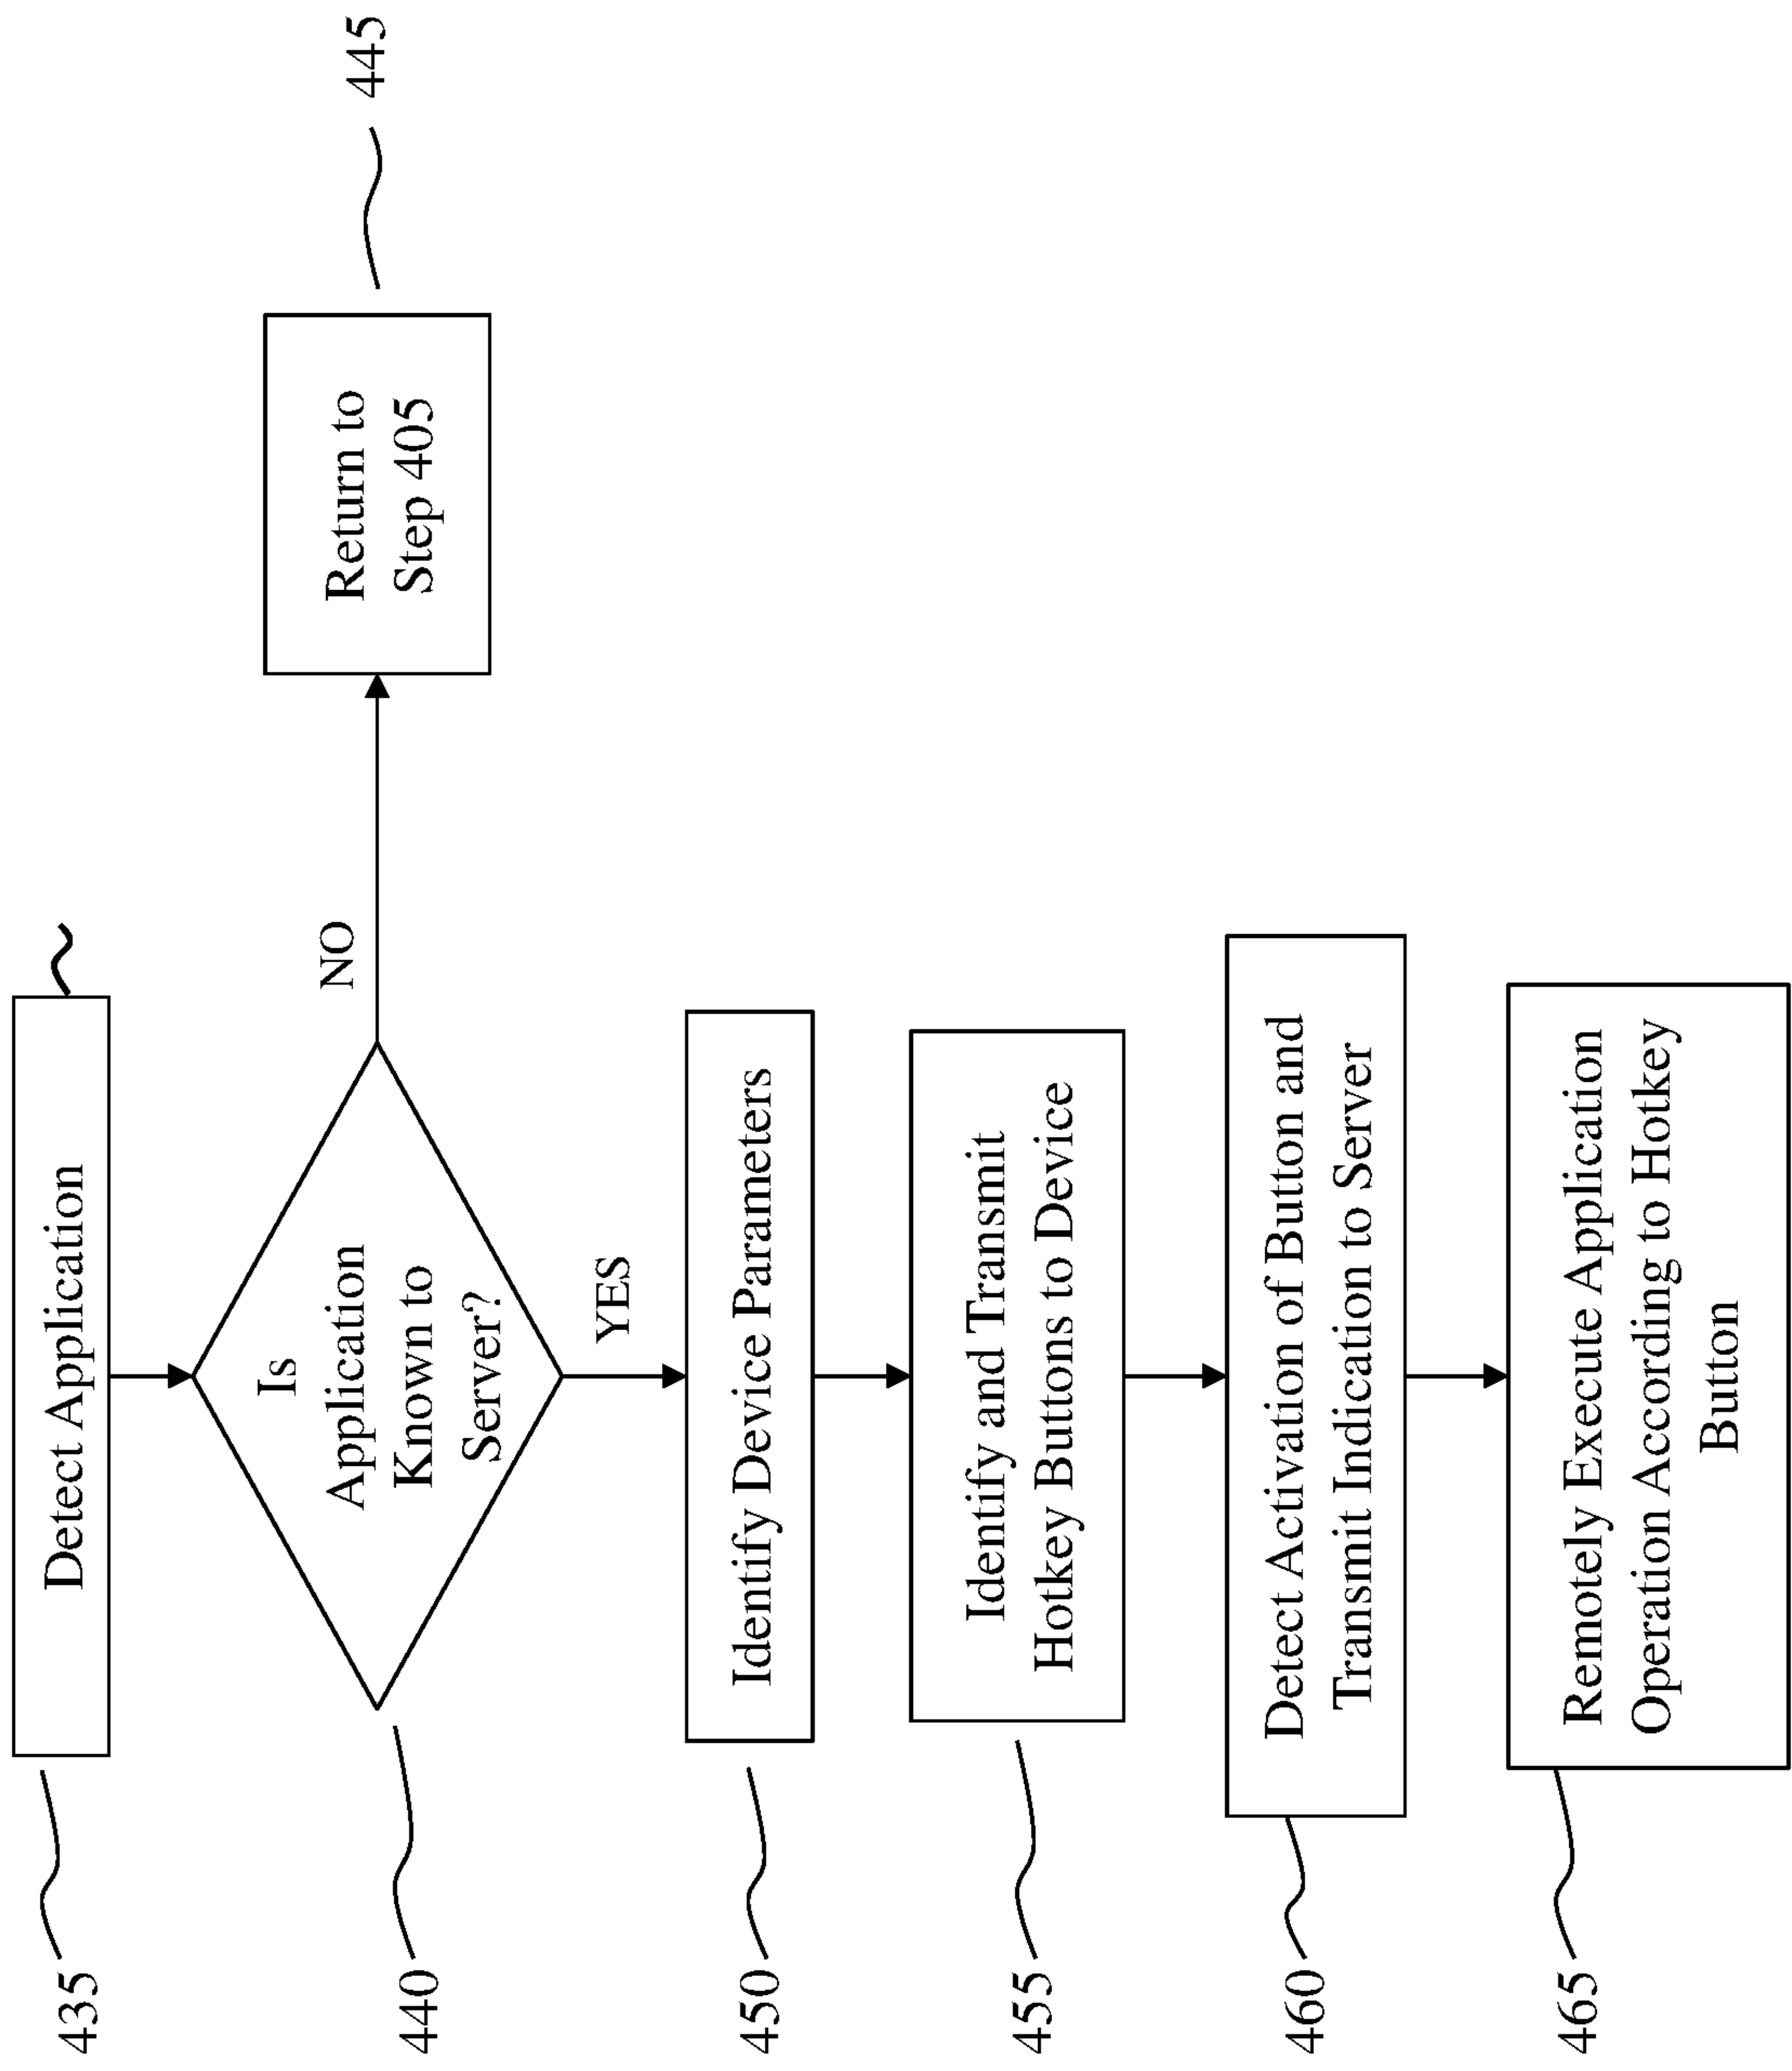 435
Detect Application
440
Is
Application
Known to
Server?
NO
Return to
Step 405
445
YES
450
Identify Device Parameters
455
Identify and Transmit
Hotkey Buttons to Device
460
Detect Activation of Button and
Transmit Indication to Server
465
Remotely Execute Application
Operation According to Hotkey
Button